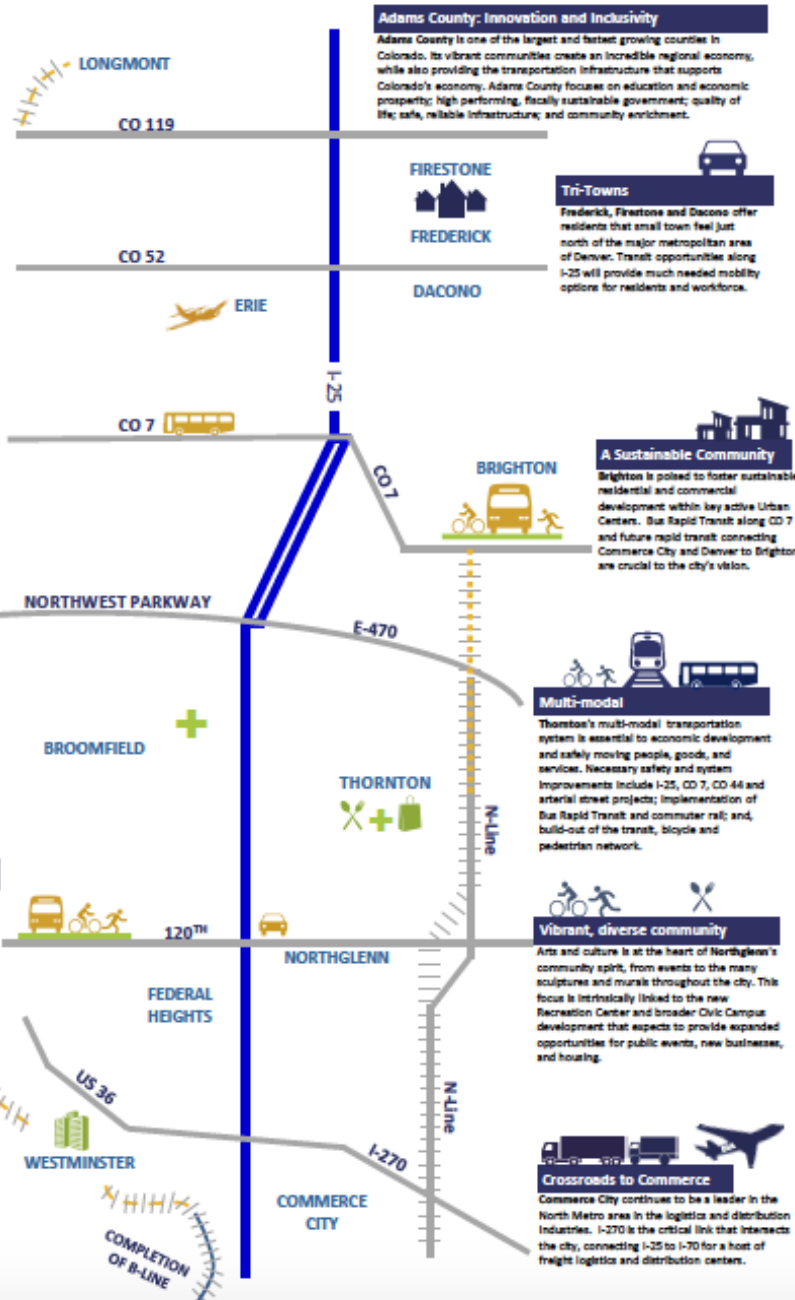 Adams County: Innovation and Inclusivity
Adams County is one of the largest and fastest growing counties in
Colorado. Its vibrant communities create an incredible regional economy,
while also providing the transportation infrastructure that supports
Colorado's economy. Adams County focuses on education and economic
prosperity; high performing, fiscally sustainable government; quality of
life; safe, reliable infrastructure; and community enrichment.
LONGMONT
CO 119
FIRESTONE
FREDERICK
Tri-Towns
Frederick, Firestone and Dacono offer
residents that small town feel just
north of the major metropolitan area
of Denver. Transit opportunities along
I-25 will provide much needed mobility
options for residents and workforce.
CO 52
DACONO
ERIE
I-25
CO 7
CO 7
BRIGHTON
A Sustainable Community
Brighton is poised to foster sustainable
residential and commercial
development within key active Urban
Centers. Bus Rapid Transit along CO 7
and future rapid transit connecting
Commerce City and Denver to Brighton
are crucial to the city's vision.
NORTHWEST PARKWAY
E-470
Multi-modal
Thornton's multi-modal transportation
system is essential to economic development
and safely moving people, goods, and
services. Necessary safety and system
improvements include I-25, CO 7, CO 44 and
arterial street projects; implementation of
Bus Rapid Transit and commuter rail; and,
build-out of the transit, bicycle and
pedestrian network.
BROOMFIELD
THORNTON
N-Line
120TH
NORTHGLENN
Vibrant, diverse community
Arts and culture is at the heart of Northglenn's
community spirit, from events to the many
sculptures and murals throughout the city. This
focus is intrinsically linked to the new
Recreation Center and broader Civic Campus
development that expects to provide expanded
opportunities for public events, new businesses,
and housing.
FEDERAL
HEIGHTS
US 36
N-Line
WESTMINSTER
I-270
COMMERCE
CITY
COMPLETION
OF B-LINE
Crossroads to Commerce
Commerce City continues to be a leader in the
North Metro area in the logistics and distribution
industries. I-270 is the critical link that intersects
the city, connecting I-25 to I-70 for a host of
freight logistics and distribution centers.